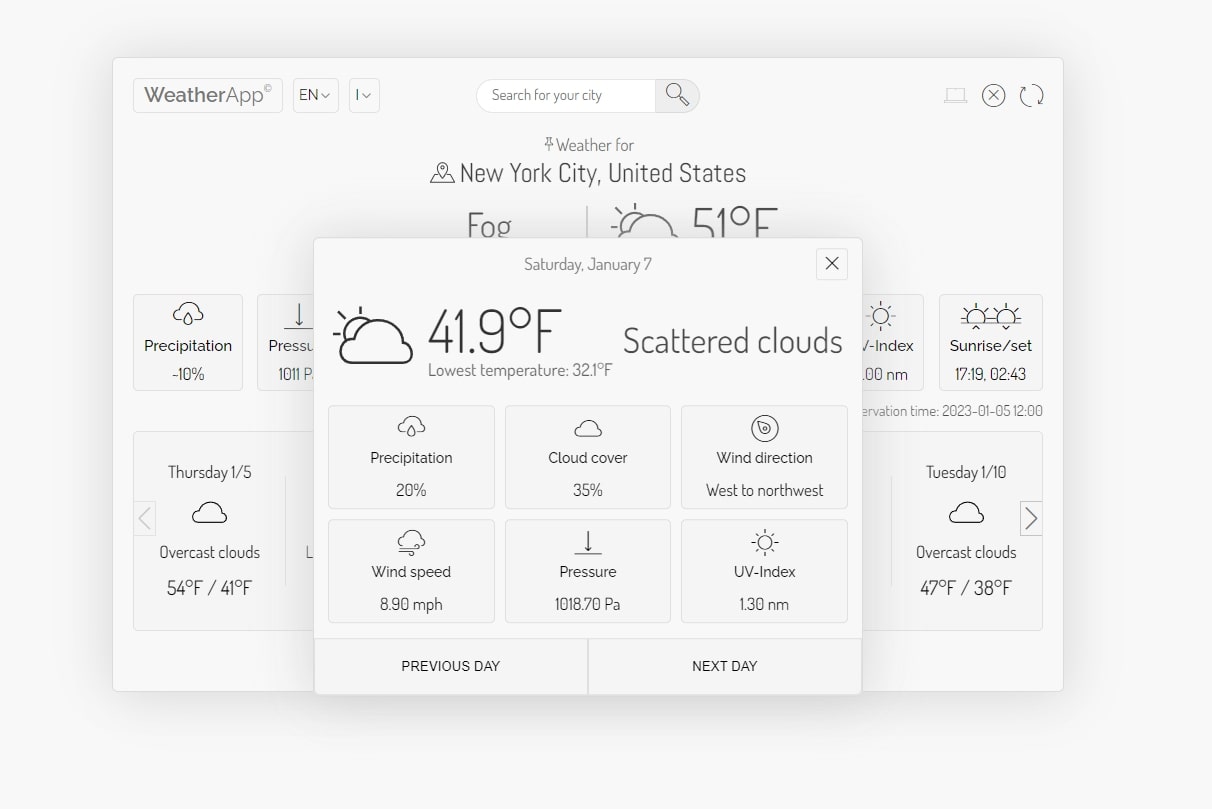 WeatherApp©
EN
I
Search for your city
Weather for
New York City, United States
Fog
51°F
Saturday, January 7
41.9°F
Lowest temperature: 32.1°F
Scattered clouds
Precipitation
~10%
1011
UV-Index
.00 nm
Sunrise/set
17:19, 02:43
time: 2023-01-05 12:00
Precipitation
20%
Cloud cover
35%
Wind direction
West to northwest
Wind speed
8.90 mph
Pressure
1018.70 Pa
UV-Index
1.30 nm
PREVIOUS DAY
NEXT DAY
Thursday 1/5
Overcast clouds
54°F / 41°F
Tuesday 1/10
Overcast clouds
47°F / 38°F